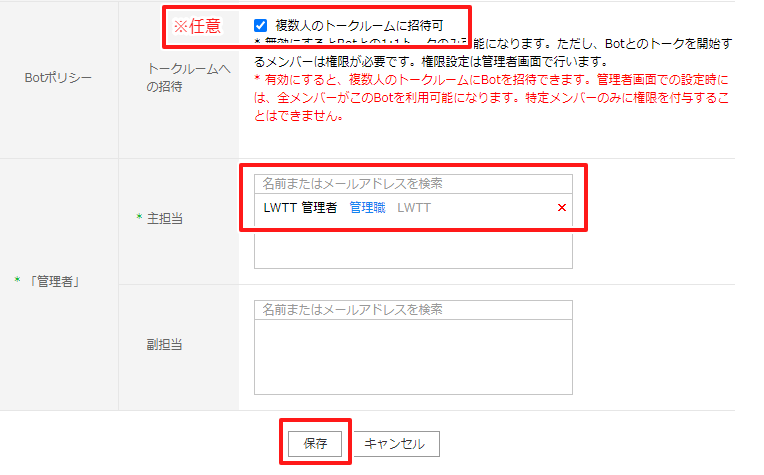 ※任意
複数人のトークルームに招待可
Botポリシー
トークルームへ
の招待
* 無効にするとBotとの1:1トークのみ可能になります。ただし、Botとのトークを開始す
るメンバーは権限が必要です。権限設定は管理者画面で行います。
* 有効にすると、複数人のトークルームにBotを招待できます。管理者画面での設定時に
は、全メンバーがこのBotを利用可能になります。特定メンバーのみに権限を付与するこ
とはできません。
* 「管理者」
* 主担当
名前またはメールアドレスを検索
LWTT 管理者 管理職 LWTT
副担当
名前またはメールアドレスを検索
保存
キャンセル